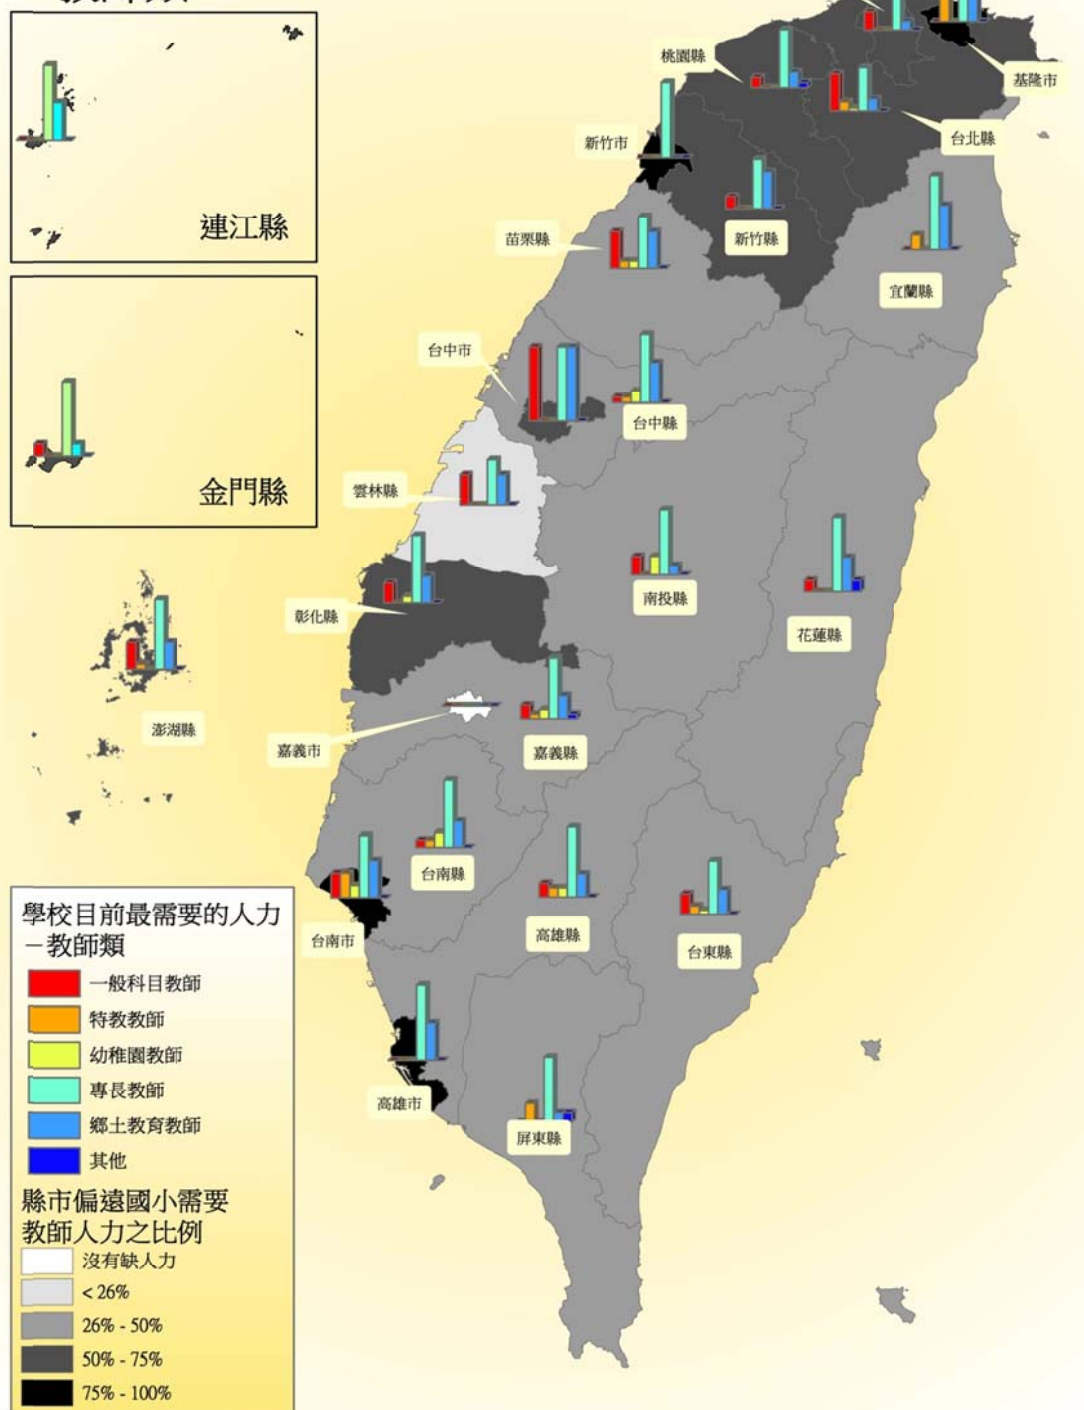 連江縣
金門縣
桃園縣
基隆市
台北縣
新竹市
新竹縣
苗栗縣
宜蘭縣
台中市
台中縣
雲林縣
南投縣
彰化縣
花蓮縣
澎湖縣
嘉義市
嘉義縣
台南縣
台南市
高雄縣
台東縣
高雄市
屏東縣
學校目前最需要的人力
－教師類
一般科目教師
特教教師
幼稚園教師
專長教師
鄉土教育教師
其他
縣市偏遠國小需要
教師人力之比例
沒有缺人力
< 26%
26% - 50%
50% - 75%
75% - 100%